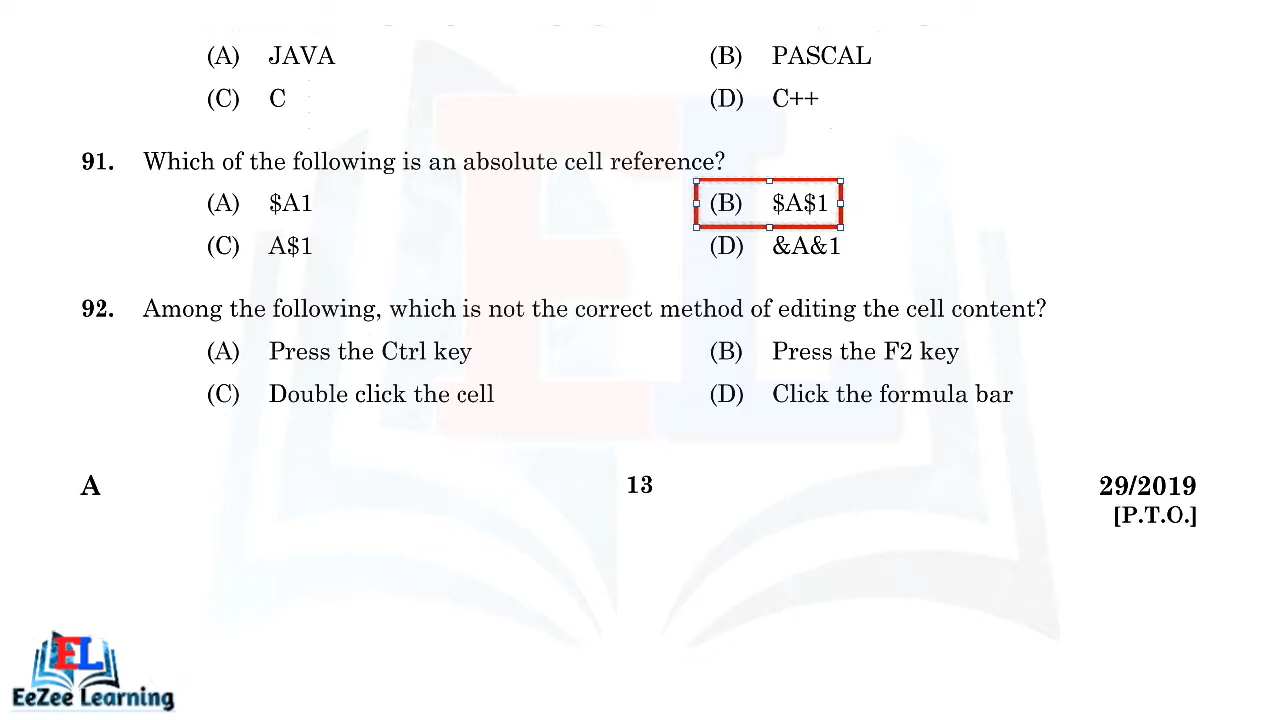 (A) JAVA (B) PASCAL
(C) C (D) C++
91. Which of the following is an absolute cell reference?
(A) $A1 (B) $A$1
(C) A$1 (D) &A&1
92. Among the following, which is not the correct method of editing the cell content?
(A) Press the Ctrl key (B) Press the F2 key
(C) Double click the cell (D) Click the formula bar
A 13 29/2019
[P.T.O.]
EL
EeZee Learning